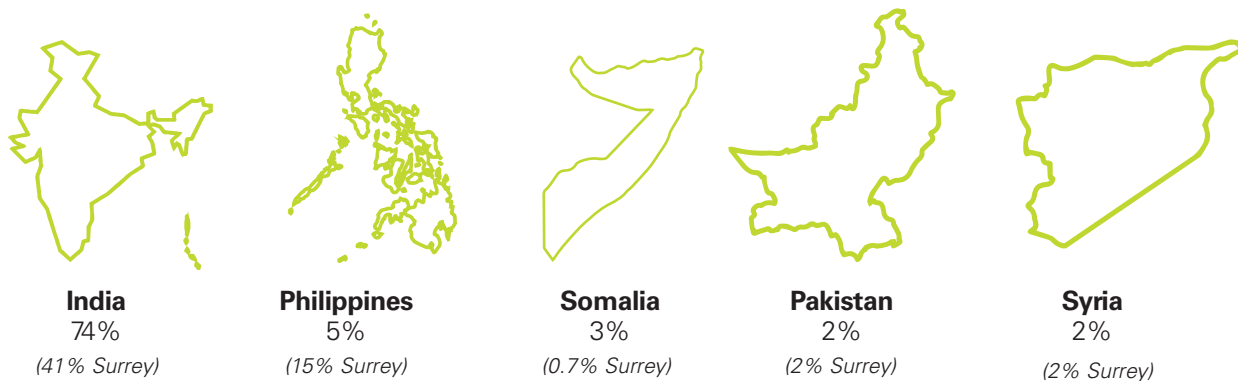 India
74%
(41% Surrey)
Philippines
5%
(15% Surrey)
Somalia
3%
(0.7% Surrey)
Pakistan
2%
(2% Surrey)
Syria
2%
(2% Surrey)